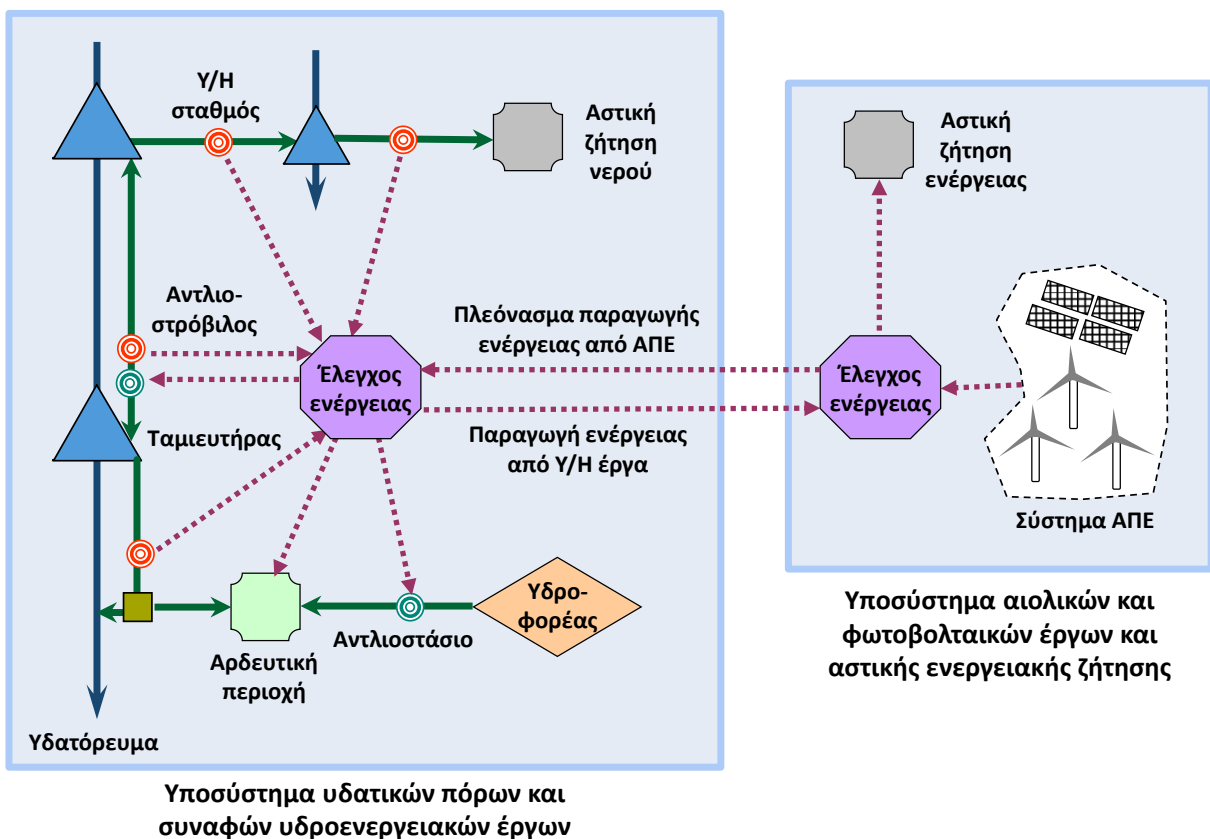 Υ/Η
σταθμός
Αστική
ζήτηση
νερού
Αντλιο-
στρόβιλος
Έλεγχος
ενέργειας
Ταμιευτήρας
Υδρο-
φορέας
Αντλιοστάσιο
Αρδευτική
περιοχή
Υδατόρευμα
Υποσύστημα υδατικών πόρων και
συναφών υδροενεργειακών έργων
Πλεόνασμα παραγωγής
ενέργειας από ΑΠΕ
Παραγωγή ενέργειας
από Υ/Η έργα
Αστική
ζήτηση
ενέργειας
Έλεγχος
ενέργειας
Σύστημα ΑΠΕ
Υποσύστημα αιολικών και
φωτοβολταικών έργων και
αστικής ενεργειακής ζήτησης